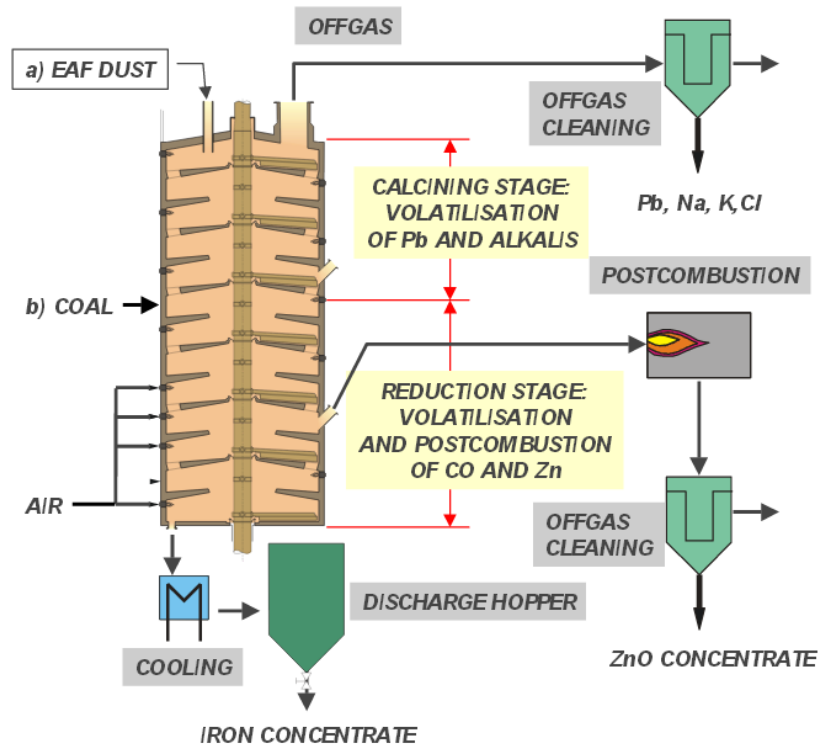 OFFGAS
a) EAF DUST
OFFGAS
CLEANING
Pb, Na, K,Cl
CALCINING STAGE:
VOLATILISATION
OF Pb AND ALKALIS
POSTCOMBUSTION
b) COAL
REDUCTION STAGE:
VOLATILISATION
AND POSTCOMBUSTION
OF CO AND Zn
AIR
OFFGAS
CLEANING
DISCHARGE HOPPER
COOLING
ZnO CONCENTRATE
IRON CONCENTRATE